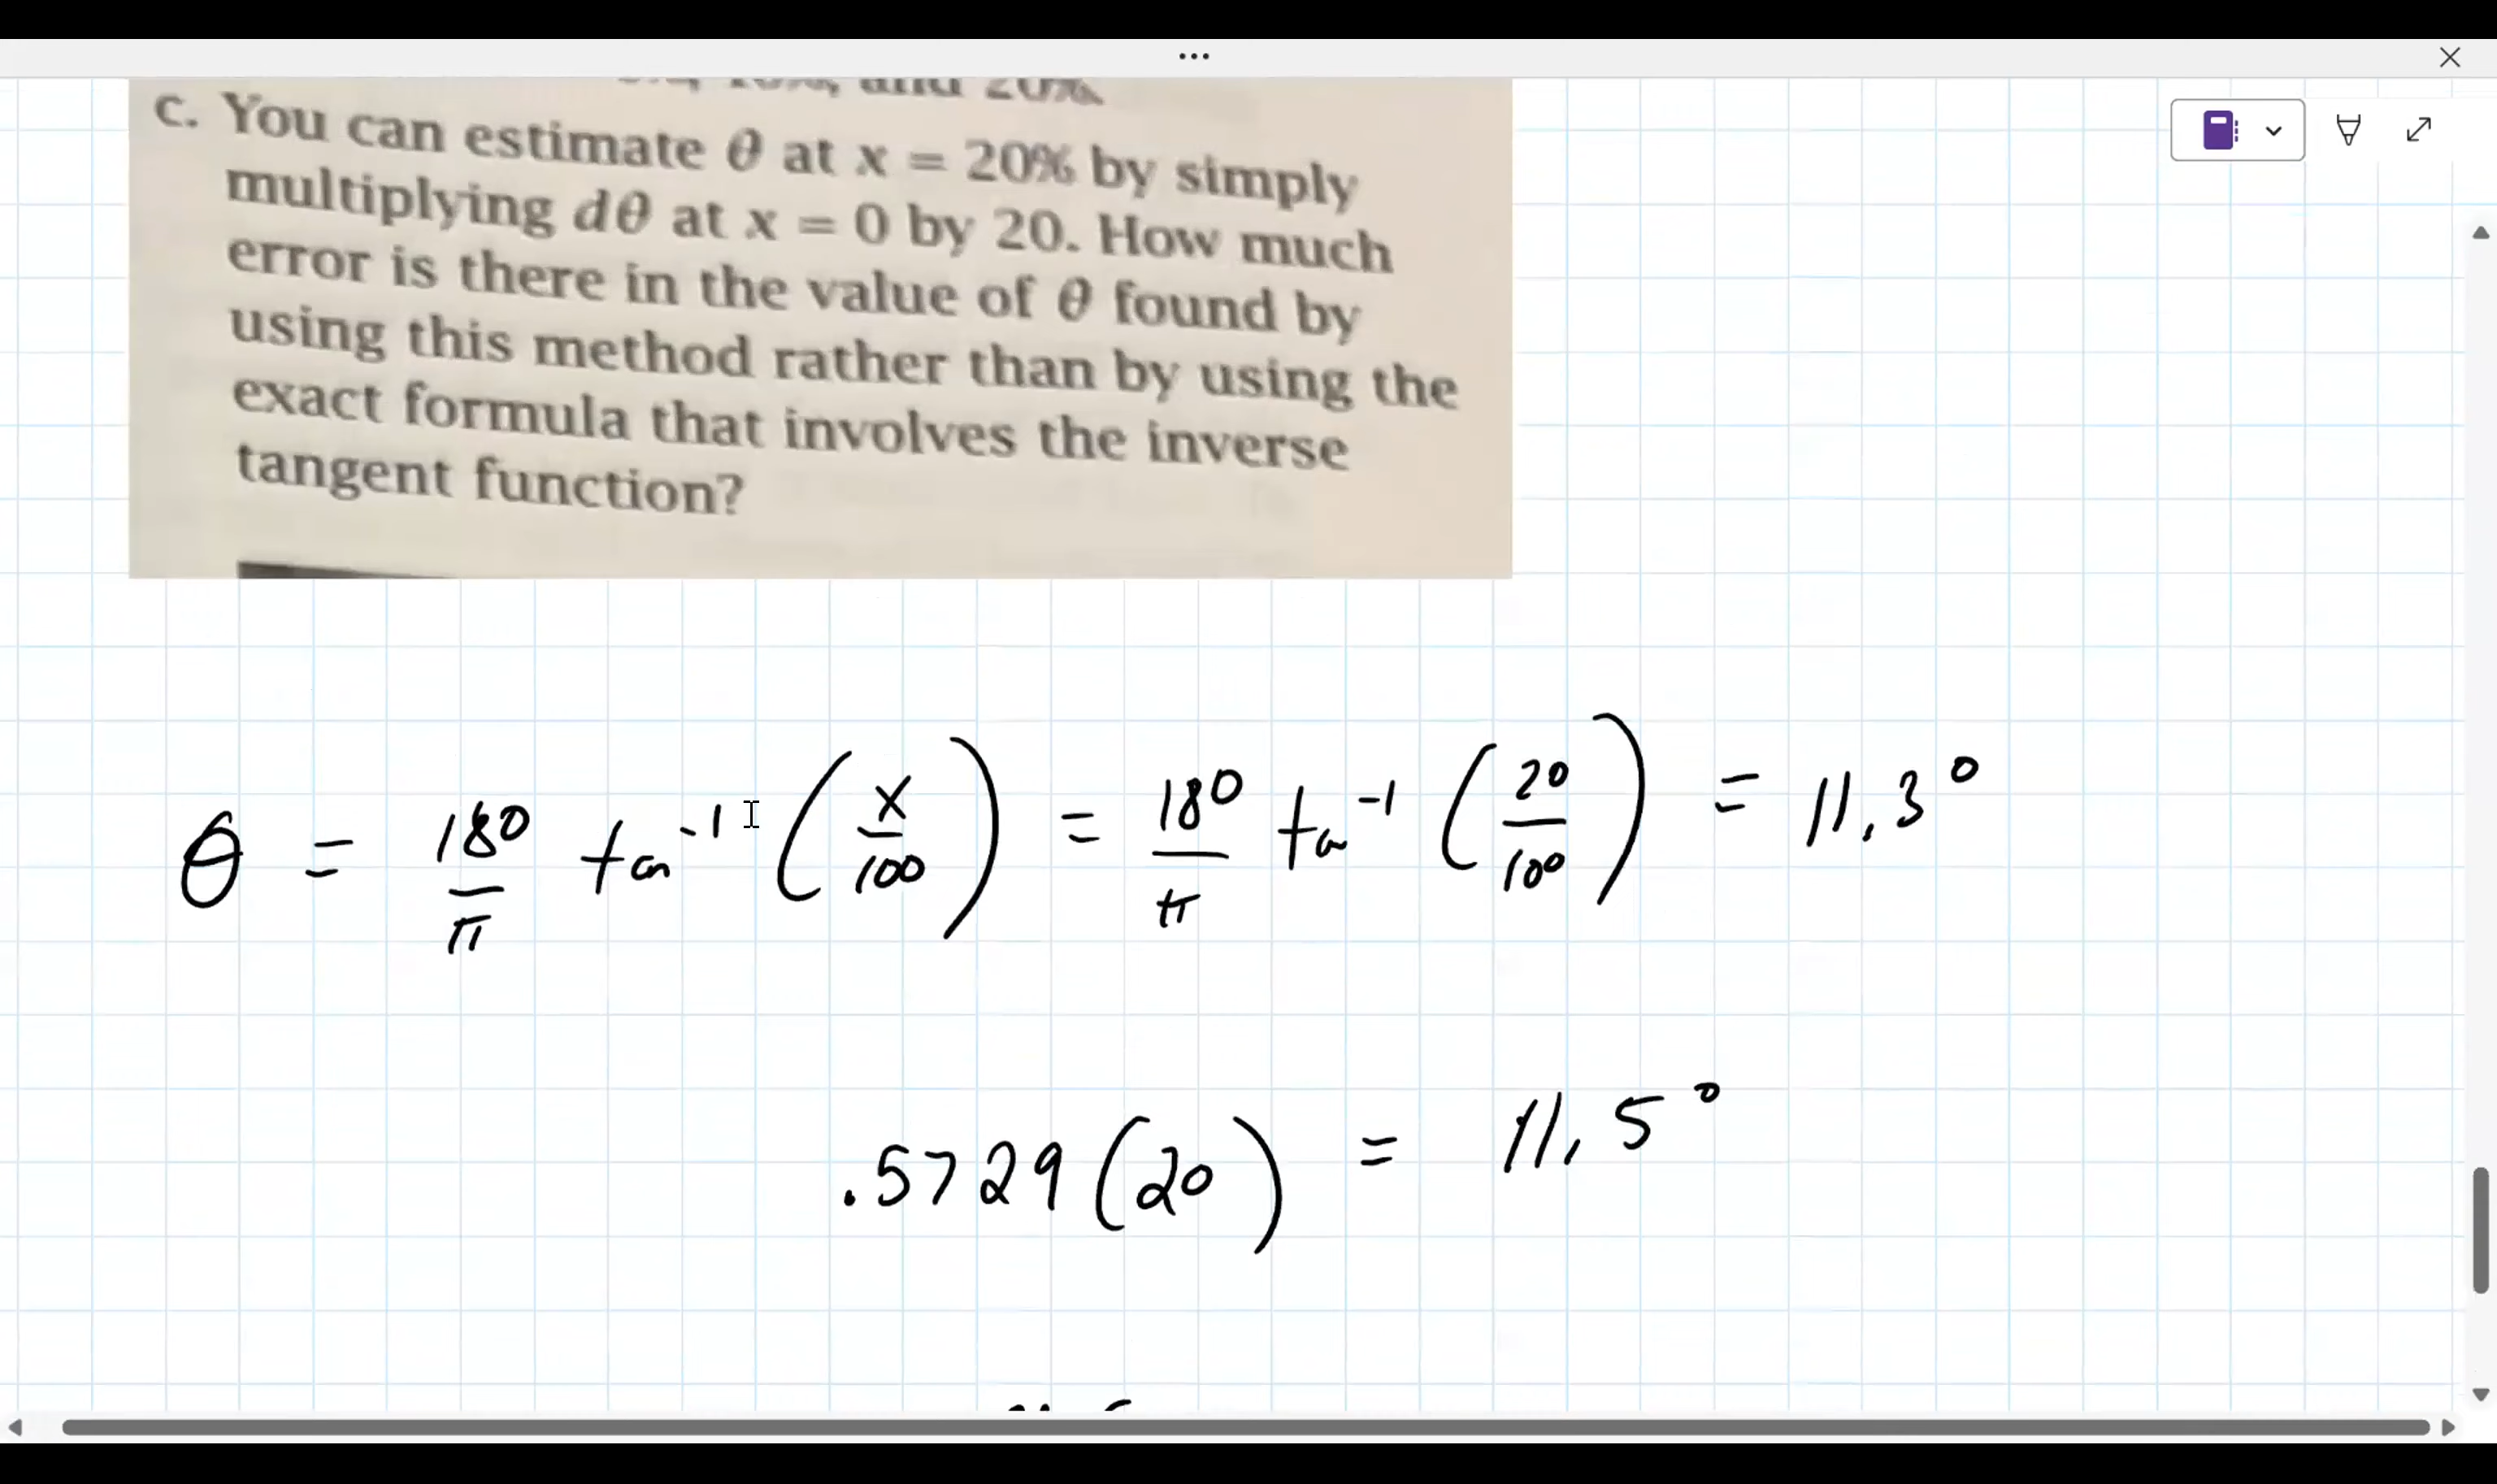 and 20%
c. You can estimate θ at x = 20% by simply
multiplying dθ at x = 0 by 20. How much
error is there in the value of θ found by
using this method rather than by using the
exact formula that involves the inverse
tangent function?
θ = 180/π tan⁻¹ (x/100) = 180/π tan⁻¹ (20/100) = 11.3°
.5729(20) = 11.5°